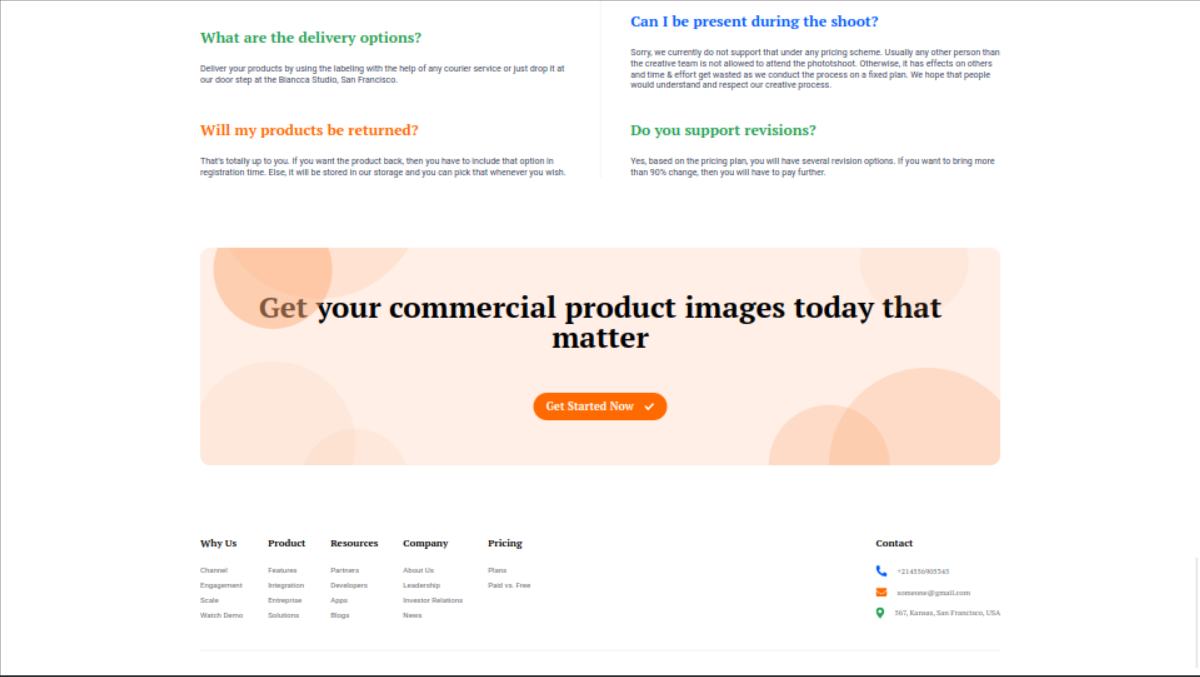 What are the delivery options?
Deliver your products by using the labeling with the help of any courier service or just drop it at
our door step at the Biancca Studio, San Francisco.
Will my products be returned?
That's totally up to you. If you want the product back, then you have to include that option in
registration time. Else, it will be stored in our storage and you can pick that whenever you wish.
Can I be present during the shoot?
Sorry, we currently do not support that under any pricing scheme. Usually any other person than
the creative team is not allowed to attend the phototshoot. Otherwise, it has effects on others
and time & effort get wasted as we conduct the process on a fixed plan. We hope that people
would understand and respect our creative process.
Do you support revisions?
Yes, based on the pricing plan, you will have several revision options. If you want to bring more
than 90% change, then you will have to pay further.
Get your commercial product images today that
matter
Get Started Now
Why Us
Channel
Engagement
Scale
Watch Demo
Product
Features
Integration
Entreprise
Solutions
Resources
Partners
Developers
Apps
Blogs
Company
About Us
Leadership
Investor Relations
News
Pricing
Plans
Paid vs. Free
Contact
+214556905545
someone@gmail.com
567, Kansas, San Francisco, USA